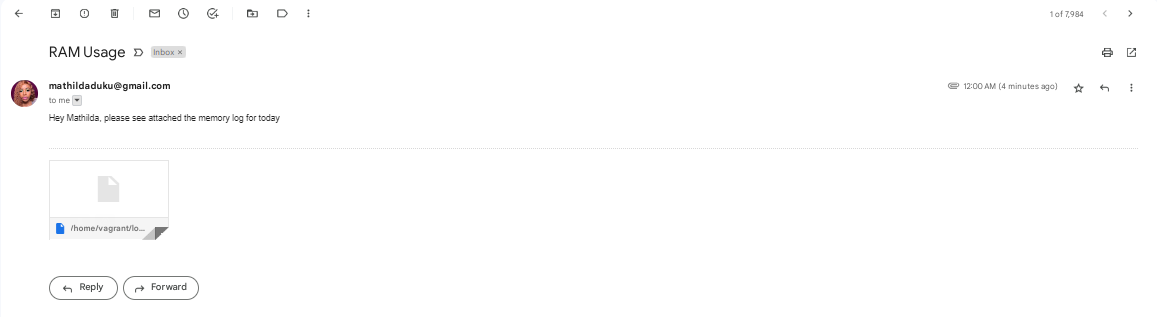 1 of 7,984
RAM Usage Inbox ×
mathildaduku@gmail.com 12:00 AM (4 minutes ago)
to me
Hey Mathilda, please see attached the memory log for today
/home/vagrant/lo...
Reply Forward